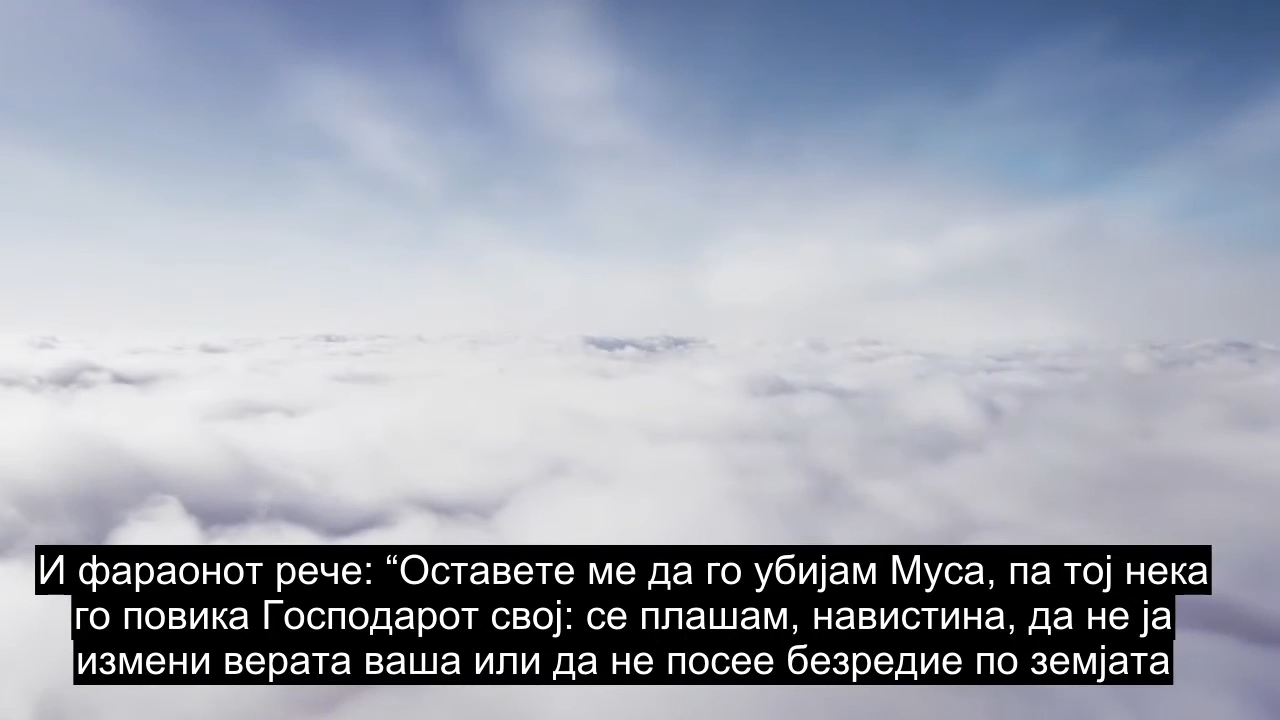 И фараонот рече: “Оставете ме да го убијам Муса, па тој нека
го повика Господарот свој: се плашам, навистина, да не ја
измени верата ваша или да не посее безредие по земјата